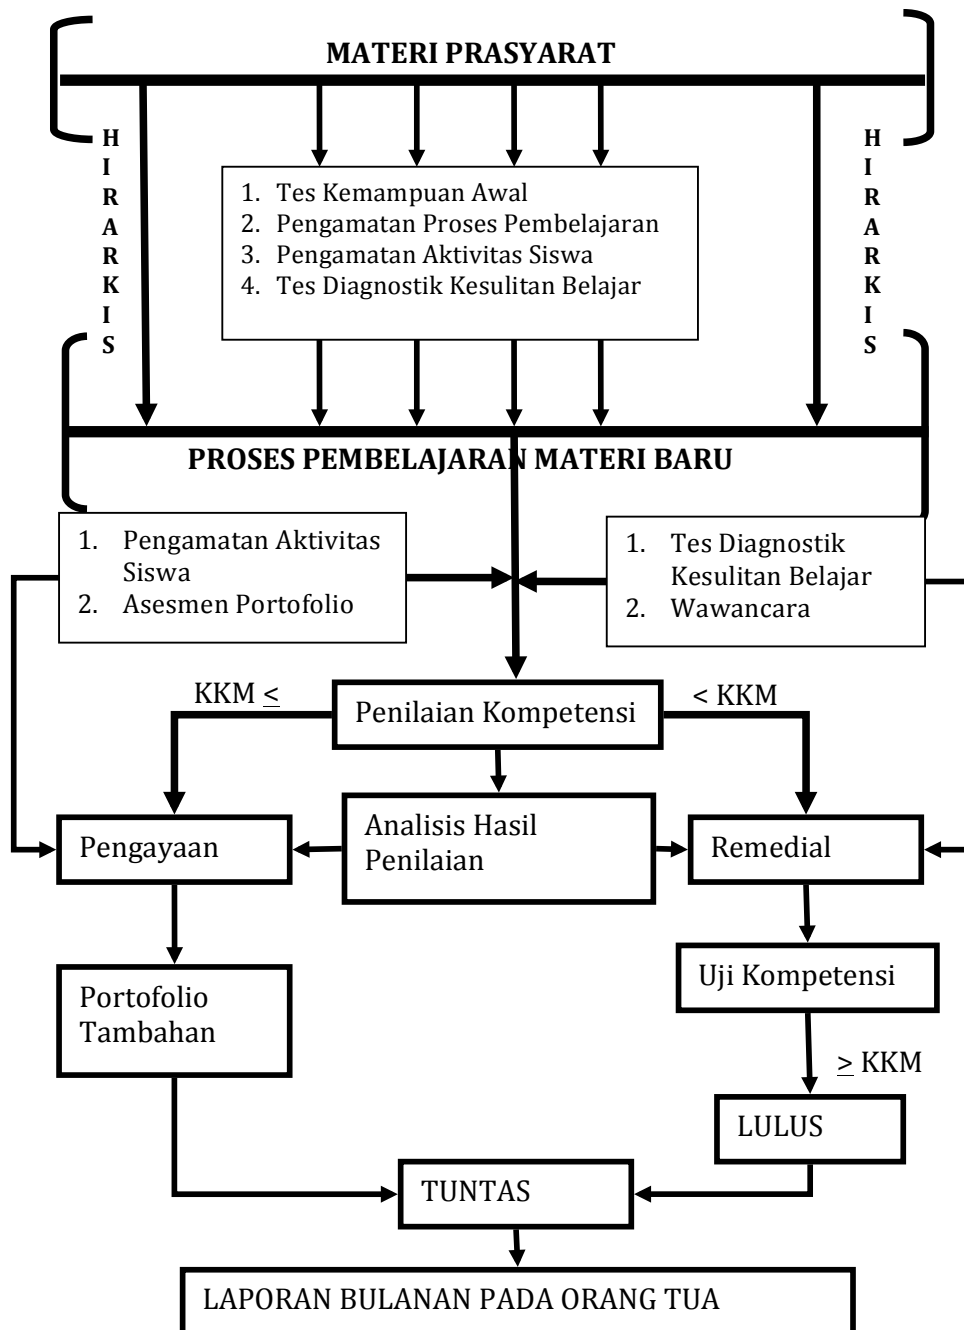 MATERI PRASYARAT
HIRARKIS
HIRARKIS
1. Tes Kemampuan Awal
2. Pengamatan Proses Pembelajaran
3. Pengamatan Aktivitas Siswa
4. Tes Diagnostik Kesulitan Belajar
PROSES PEMBELAJARAN MATERI BARU
1. Pengamatan Aktivitas
Siswa
2. Asesmen Portofolio
1. Tes Diagnostik
Kesulitan Belajar
2. Wawancara
KKM ≤
Penilaian Kompetensi
< KKM
Pengayaan
Analisis Hasil
Penilaian
Remedial
Portofolio
Tambahan
Uji Kompetensi
≥ KKM
LULUS
TUNTAS
LAPORAN BULANAN PADA ORANG TUA